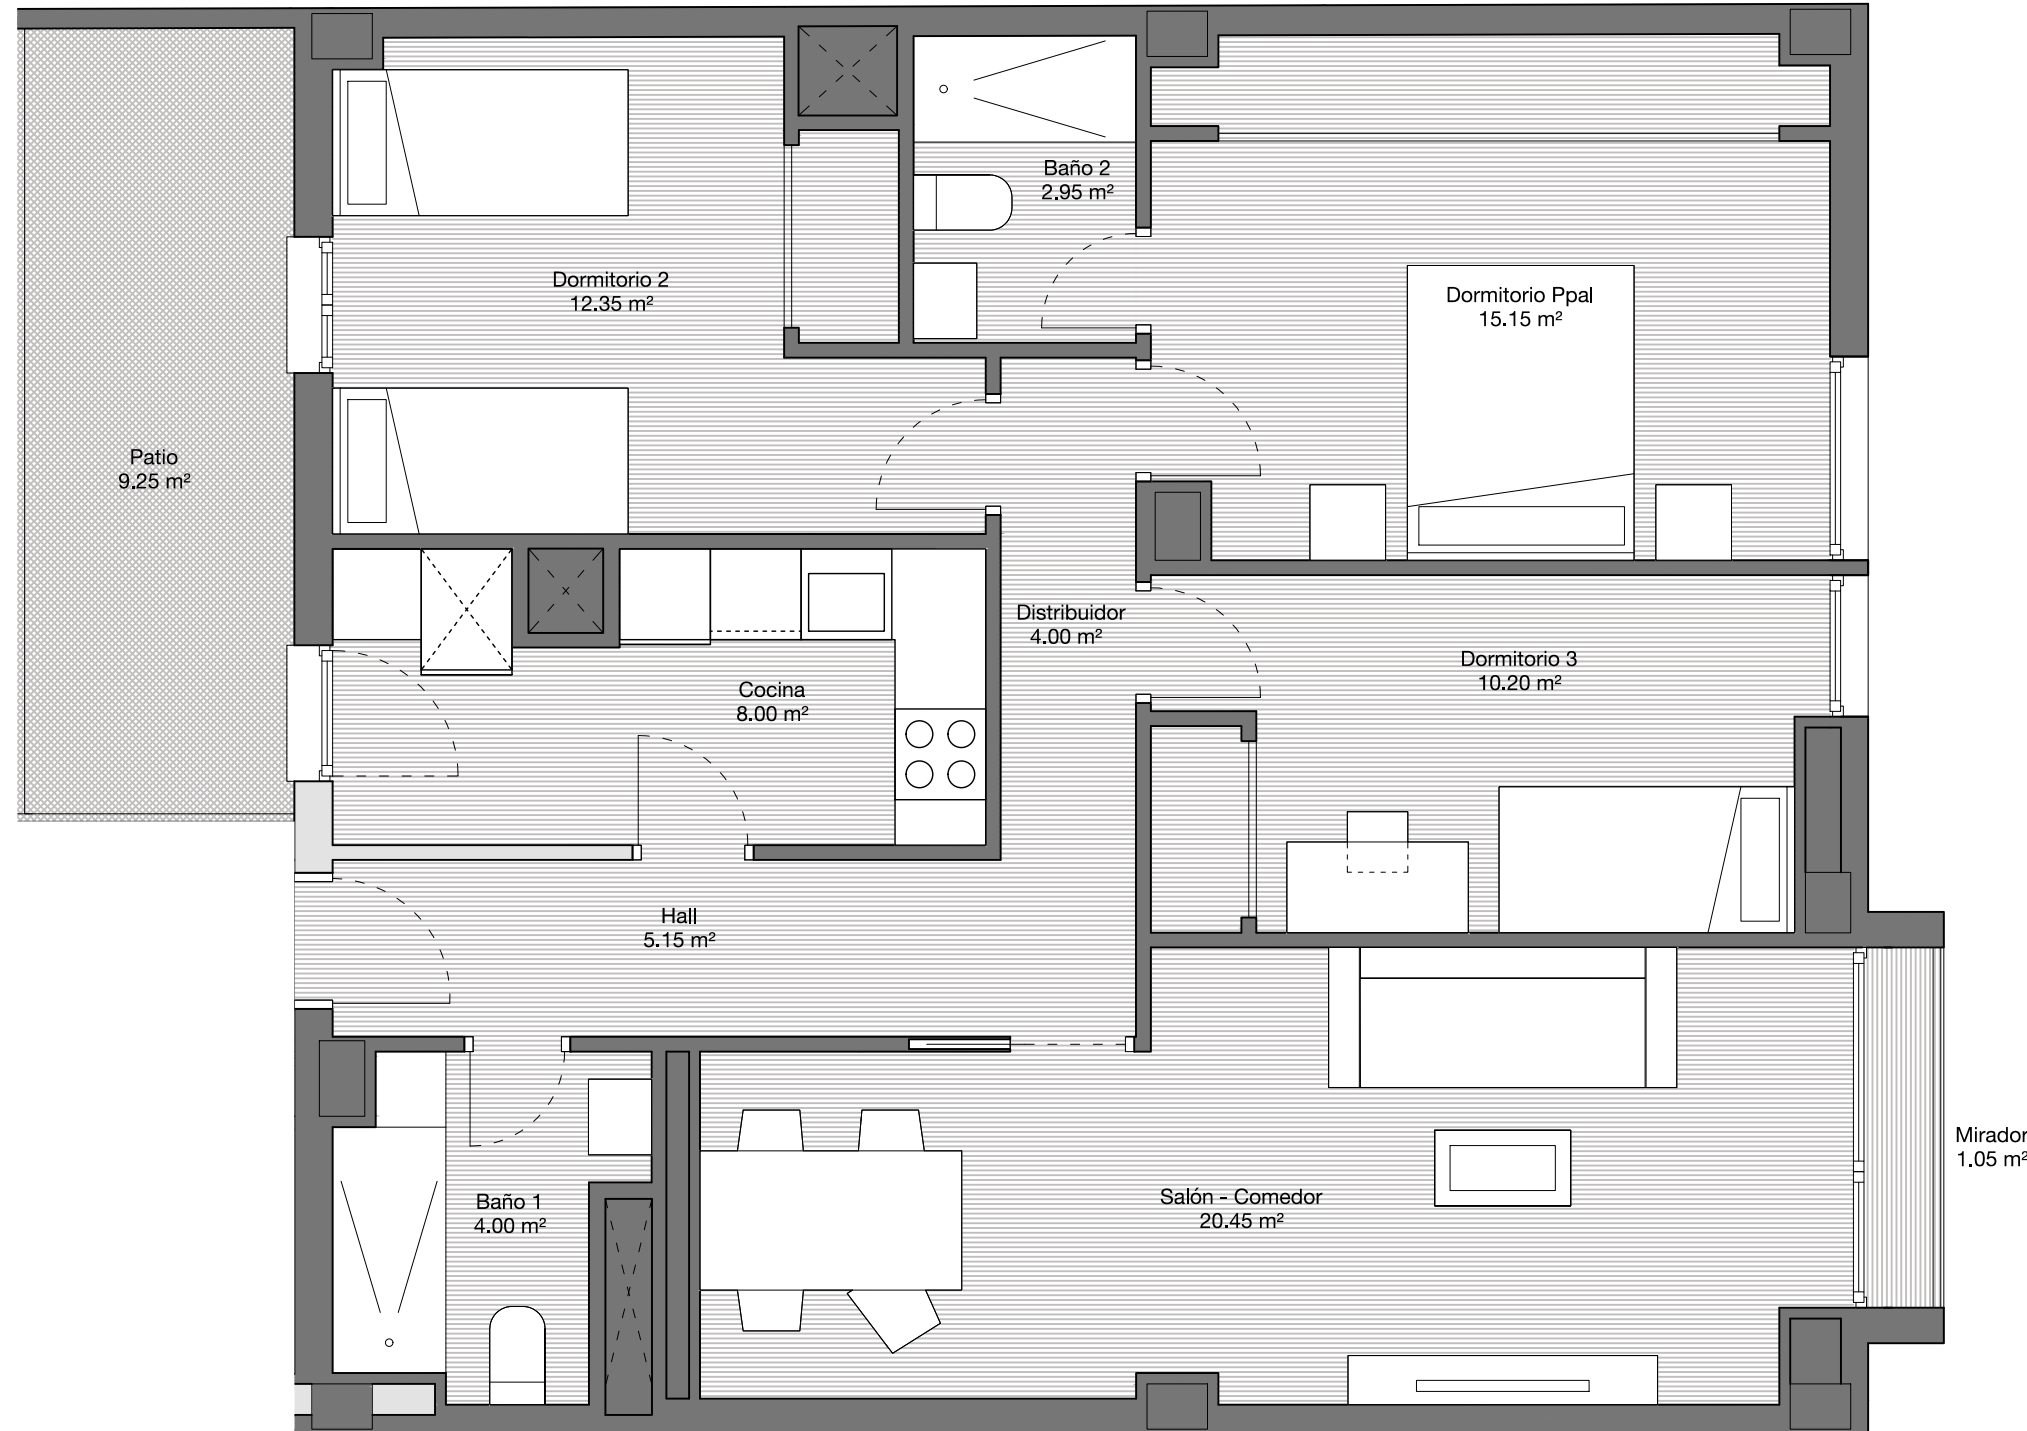 Baño 2
2.95 m²
Dormitorio 2
12.35 m²
Dormitorio Ppal
15.15 m²
Patio
9.25 m²
Distribuidor
4.00 m²
Dormitorio 3
10.20 m²
Cocina
8.00 m²
Hall
5.15 m²
Mirador
1.05 m²
Baño 1
4.00 m²
Salón - Comedor
20.45 m²